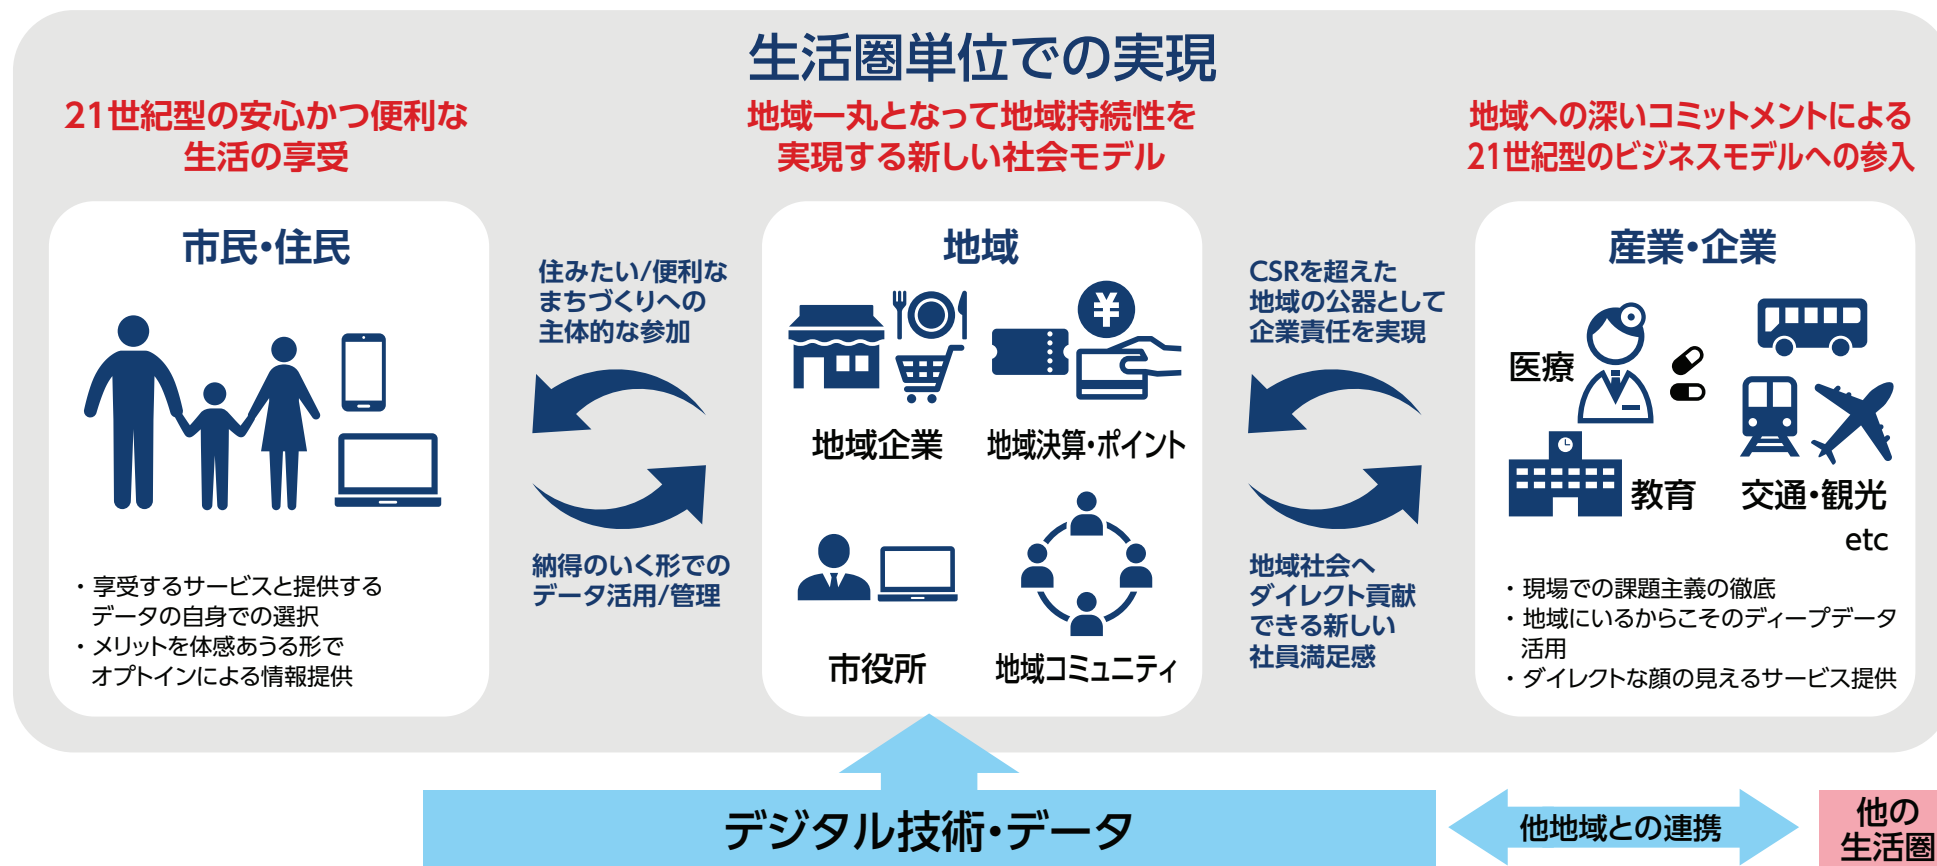 生活圏単位での実現
21世紀型の安心かつ便利な
生活の享受
地域一丸となって地域持続性を
実現する新しい社会モデル
地域への深いコミットメントによる
21世紀型のビジネスモデルへの参入
市民・住民
・享受するサービスと提供する
データの自身での選択
・メリットを体感あうる形で
オプトインによる情報提供
住みたい/便利な
まちづくりへの
主体的な参加
納得のいく形での
データ活用/管理
地域
地域企業
地域決算・ポイント
市役所
地域コミュニティ
CSRを超えた
地域の公器として
企業責任を実現
地域社会へ
ダイレクト貢献
できる新しい
社員満足感
産業・企業
医療
教育
交通・観光
etc
・現場での課題主義の徹底
・地域にいるからこそのディープデータ
活用
・ダイレクトな顔の見えるサービス提供
デジタル技術・データ
他地域との連携
他の
生活圏